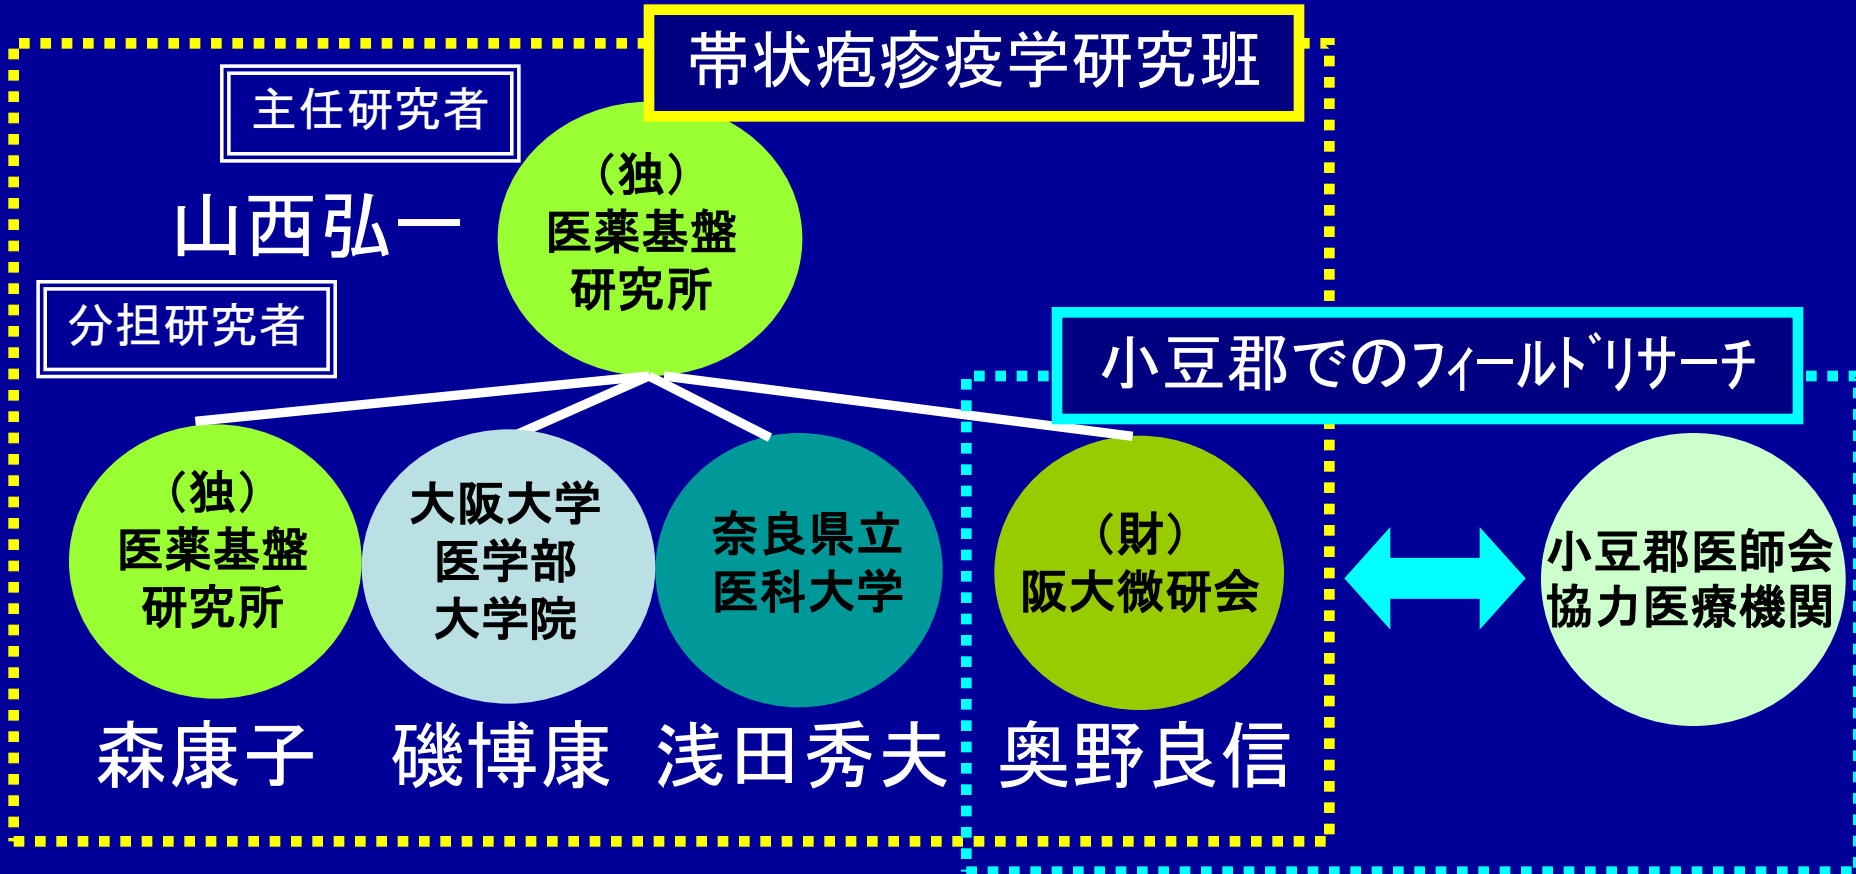 帯状疱疹疫学研究班
主任研究者
（独）
医薬基盤
研究所
山西弘一
分担研究者
小豆郡でのﾌｨｰﾙﾄﾞﾘｻｰﾁ
（独）
医薬基盤
研究所
大阪大学
医学部
大学院
奈良県立
医科大学
（財）
阪大微研会
小豆郡医師会
協力医療機関
森康子
磯博康
浅田秀夫
奥野良信